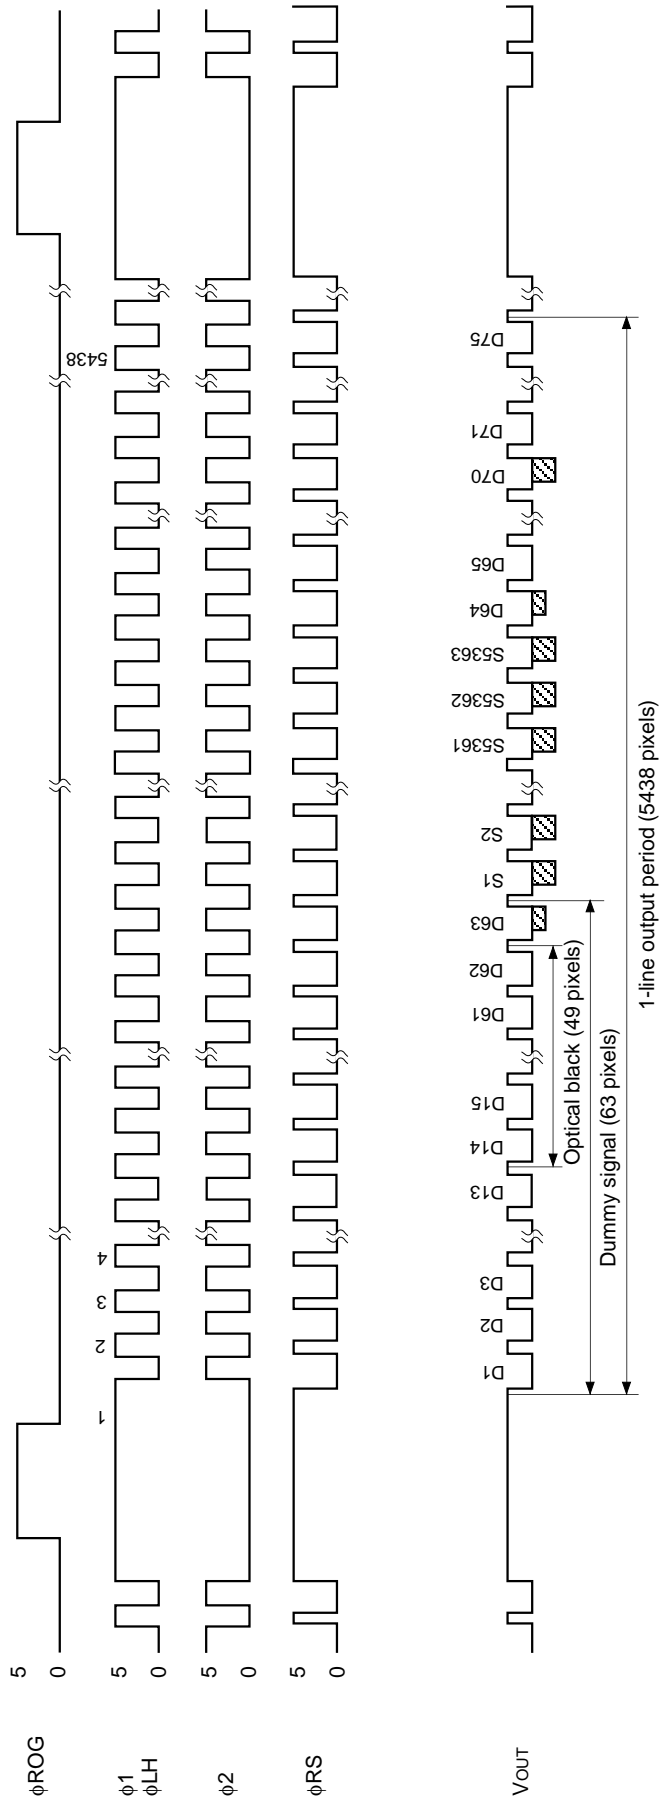 φROG
5
0
5438
4
3
2
1
φ1
φLH
5
0
φ2
5
0
φRS
5
0
VOUT
D1
D2
D3
D13
D14
D15
D61
D62
D63
S1
S2
S5361
S5362
S5363
D64
D65
D70
D71
D75
Optical black (49 pixels)
Dummy signal (63 pixels)
1-line output period (5438 pixels)